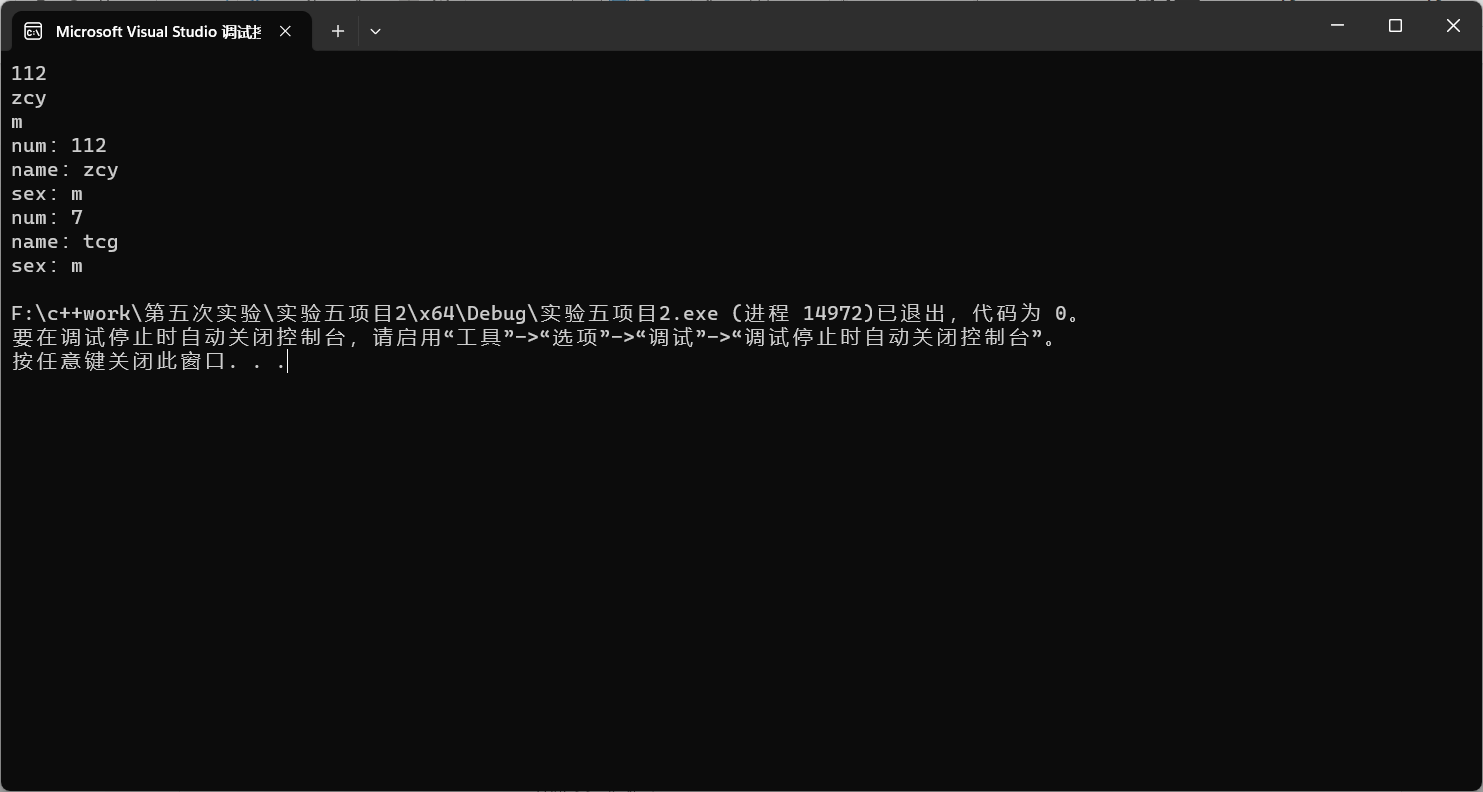 Microsoft Visual Studio 调试
112
zcy
m
num: 112
name: zcy
sex: m
num: 7
name: tcg
sex: m
F:\c++work\第五次实验\实验五项目2\x64\Debug\实验五项目2.exe (进程 14972)已退出，代码为 0。
要在调试停止时自动关闭控制台，请启用“工具”->“选项”->“调试”->“调试停止时自动关闭控制台”。
按任意键关闭此窗口. . .